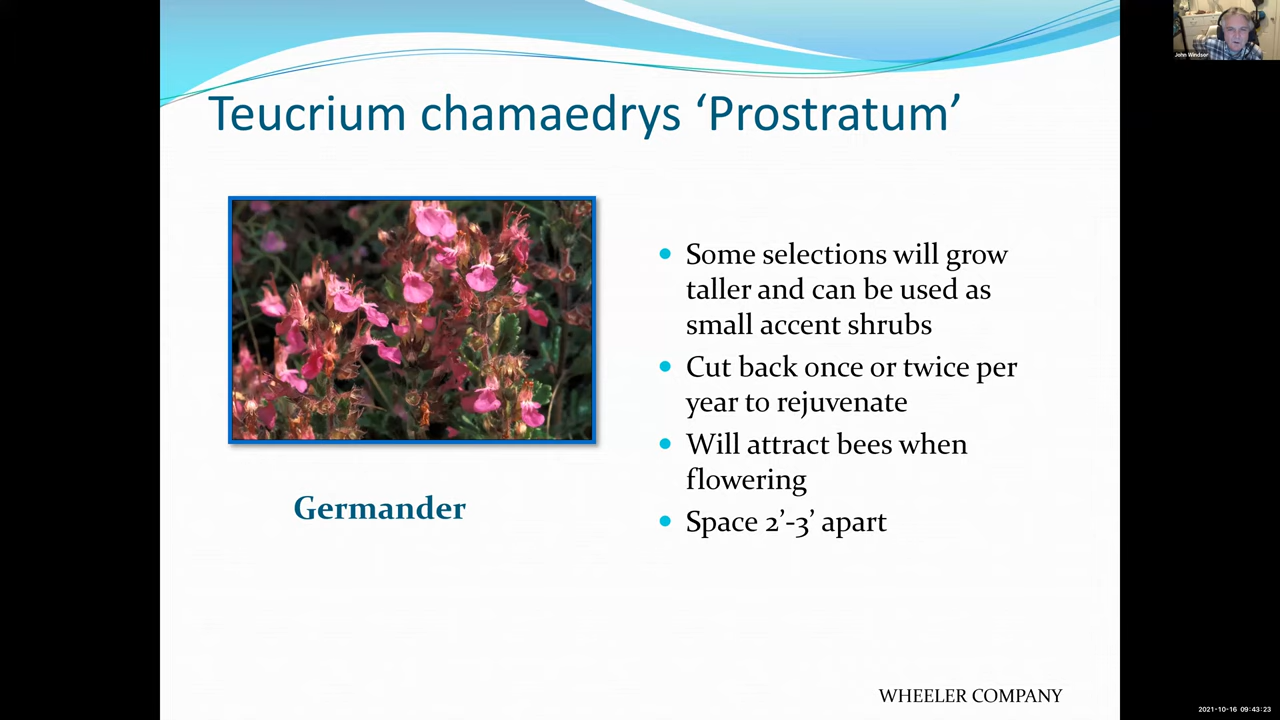 John Windsor
Teucrium chamaedrys ‘Prostratum’
Some selections will grow
taller and can be used as
small accent shrubs
Cut back once or twice per
year to rejuvenate
Will attract bees when
flowering
Space 2’-3’ apart
Germander
WHEELER COMPANY
2021-10-16 09:43:23